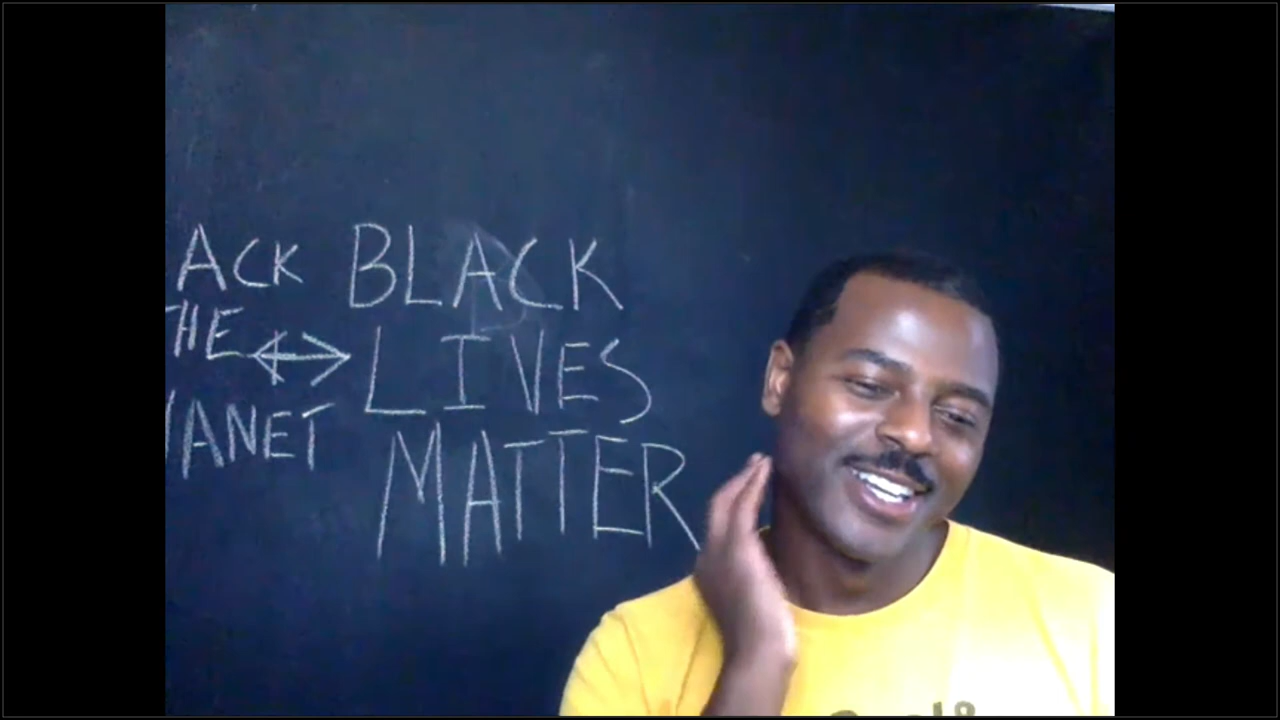 ACK BLACK
THE ↔ LIVES
ANET MATTER